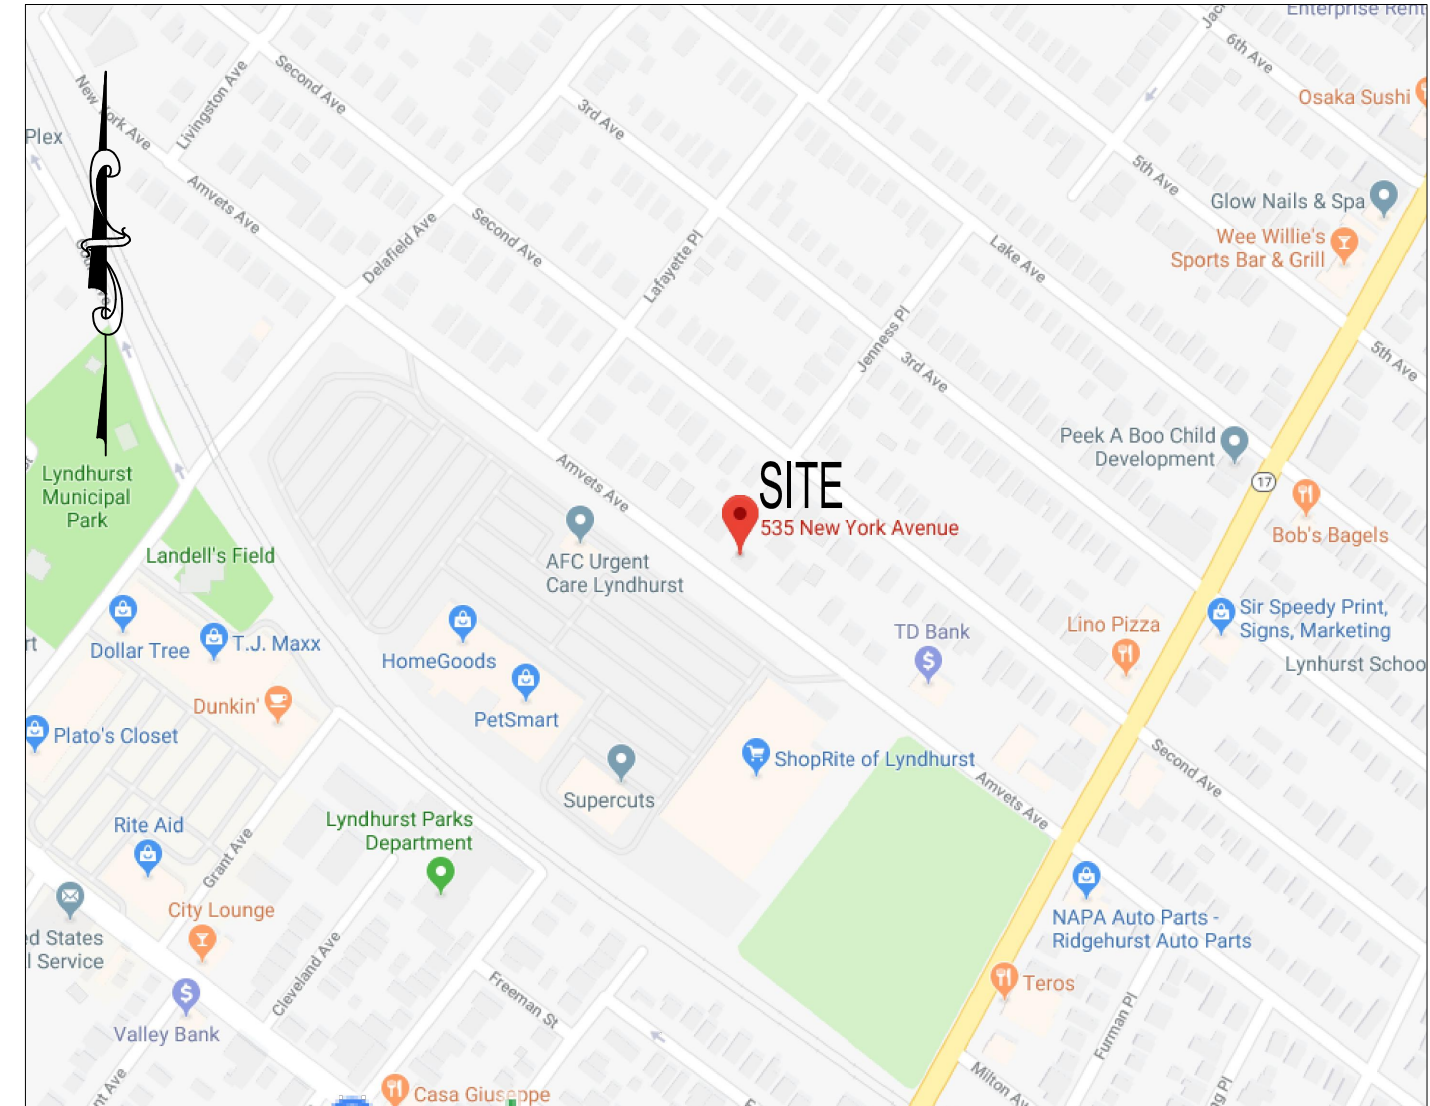 Enterprise Rent
6th Ave
Osaka Sushi
Second Ave
Livingston Ave
New York Ave
3rd Ave
Plex
5th Ave
Glow Nails & Spa
Wee Willie's
Sports Bar & Grill
Amvets Ave
Second Ave
Delafield Ave
Lafayette Pl
Lake Ave
Jenness Pl
3rd Ave
5th Ave
Peek A Boo Child
Development
17
Bob's Bagels
Lyndhurst
Municipal
Park
Landell's Field
Amvets Ave
SITE
535 New York Avenue
AFC Urgent
Care Lyndhurst
Dollar Tree
T.J. Maxx
HomeGoods
PetSmart
TD Bank
Lino Pizza
Sir Speedy Print,
Signs, Marketing
Lynhurst Schoo
Dunkin'
Plato's Closet
ShopRite of Lyndhurst
Supercuts
Amvets Ave
Second Ave
Rite Aid
Grant Ave
Lyndhurst Parks
Department
City Lounge
ed States
l Service
Valley Bank
Cleveland Ave
Freeman St
NAPA Auto Parts -
Ridgehurst Auto Parts
Teros
Furman Pl
Milton Av
nt Ave
Casa Giuseppe
g Pl